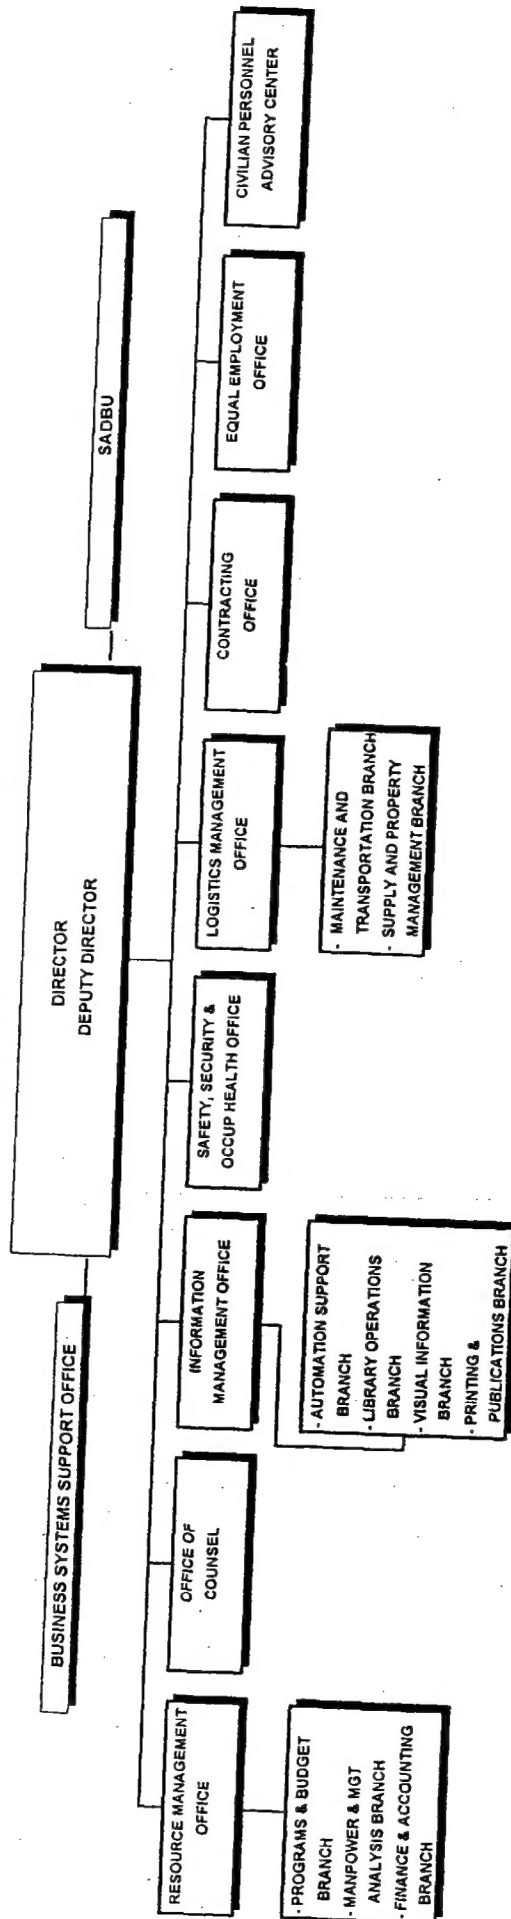 DIRECTOR
DEPUTY DIRECTOR
BUSINESS SYSTEMS SUPPORT OFFICE
SADBU
RESOURCE MANAGEMENT
OFFICE
OFFICE OF
COUNSEL
INFORMATION
MANAGEMENT OFFICE
SAFETY, SECURITY &
OCCUP HEALTH OFFICE
LOGISTICS MANAGEMENT
OFFICE
CONTRACTING
OFFICE
EQUAL EMPLOYMENT
OFFICE
CIVILIAN PERSONNEL
ADVISORY CENTER
- PROGRAMS & BUDGET
BRANCH
- MANPOWER & MGT
ANALYSIS BRANCH
- FINANCE & ACCOUNTING
BRANCH
- AUTOMATION SUPPORT
BRANCH
- LIBRARY OPERATIONS
BRANCH
- VISUAL INFORMATION
BRANCH
- PRINTING &
PUBLICATIONS BRANCH
- MAINTENANCE AND
TRANSPORTATION BRANCH
- SUPPLY AND PROPERTY
MANAGEMENT BRANCH